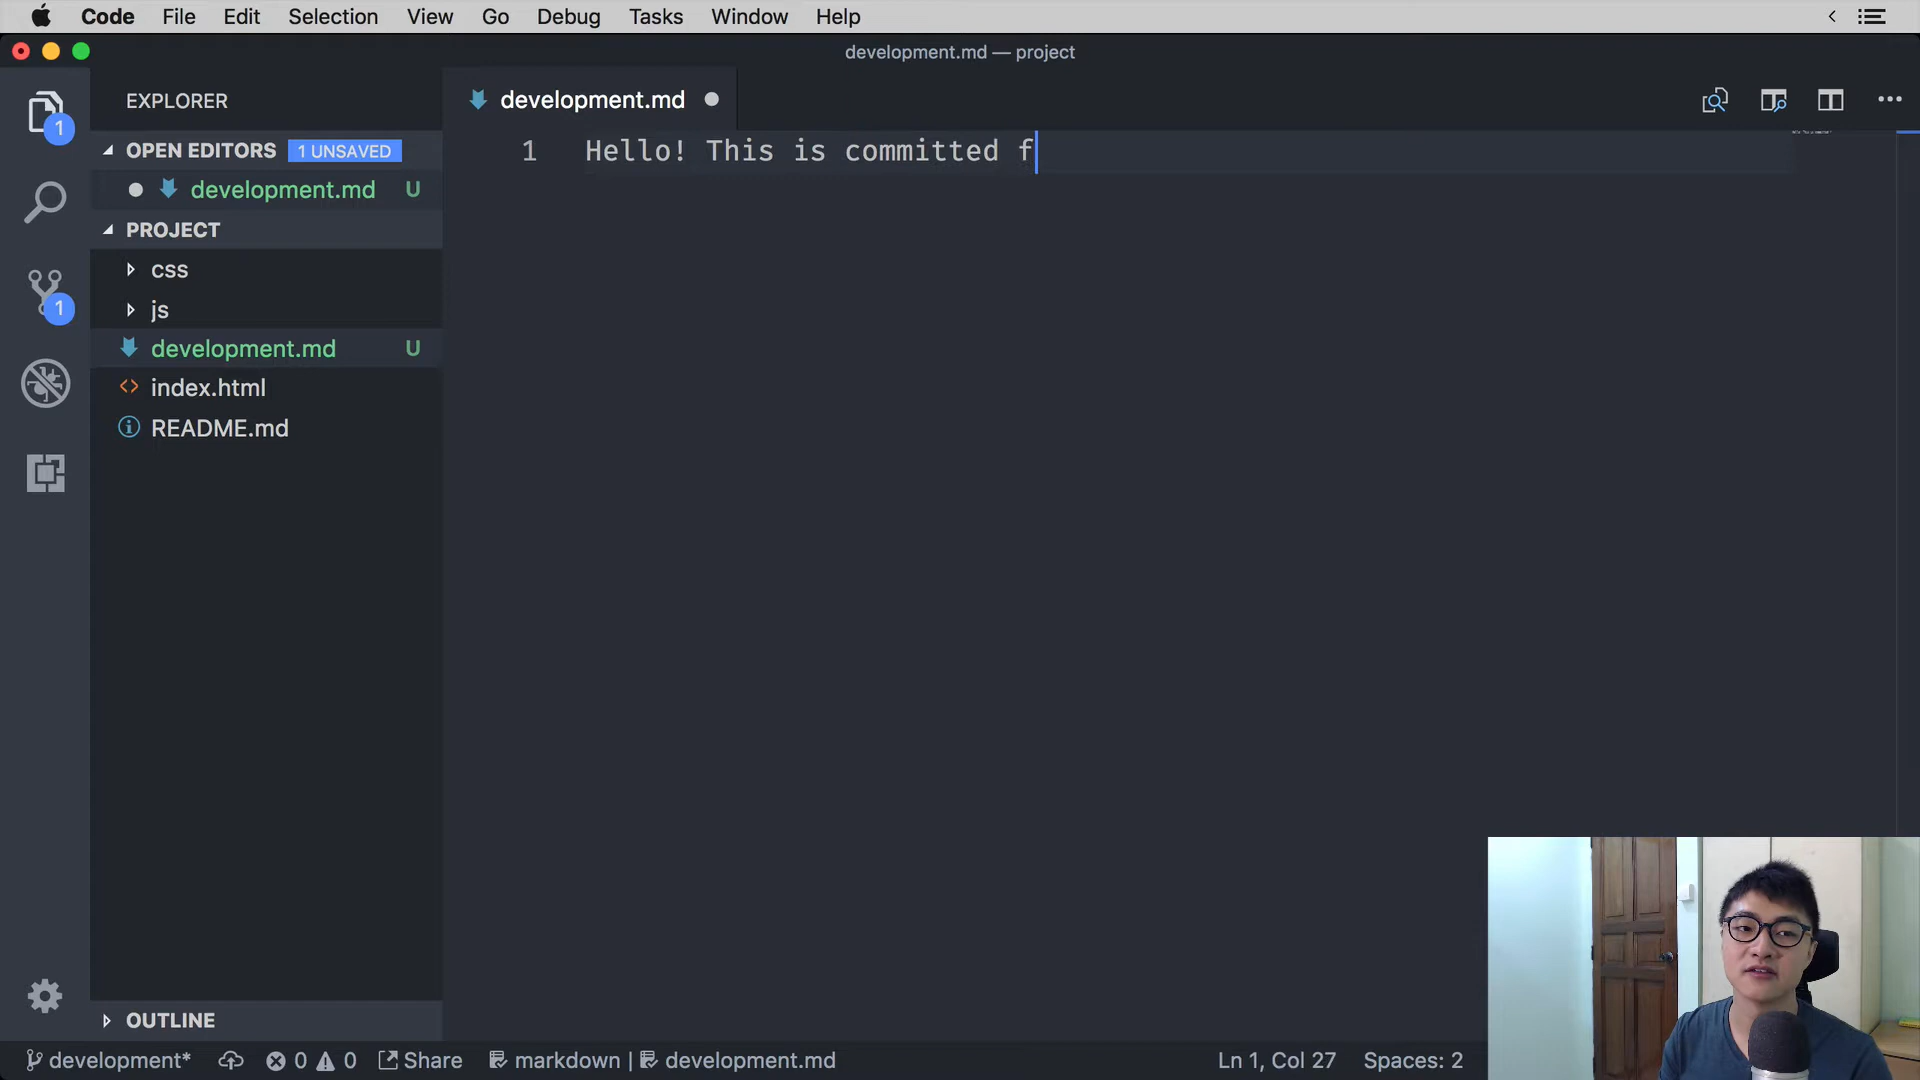 Code File Edit Selection View Go Debug Tasks Window Help
development.md — project
EXPLORER
OPEN EDITORS 1 UNSAVED
development.md U
PROJECT
css
js
development.md U
index.html
README.md
OUTLINE
development.md
1 Hello! This is committed f
development* 0 0 Share markdown | development.md Ln 1, Col 27 Spaces: 2
1
1